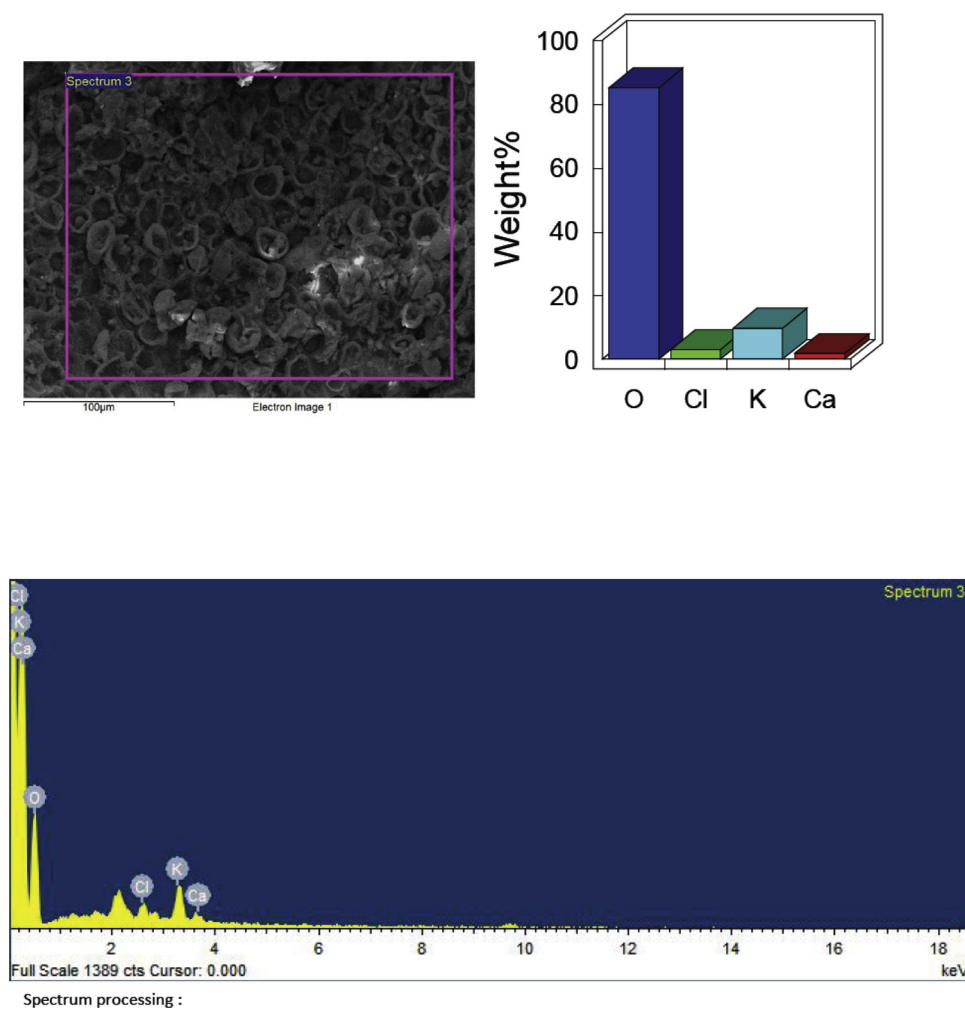 Spectrum 3
100µm
Electron Image 1
Weight%
100
80
60
40
20
0
O Cl K Ca
Spectrum 3
Cl
K
Ca
O
Cl
K
Ca
2 4 6 8 10 12 14 16 18
Full Scale 1389 cts Cursor: 0.000
keV
Spectrum processing :